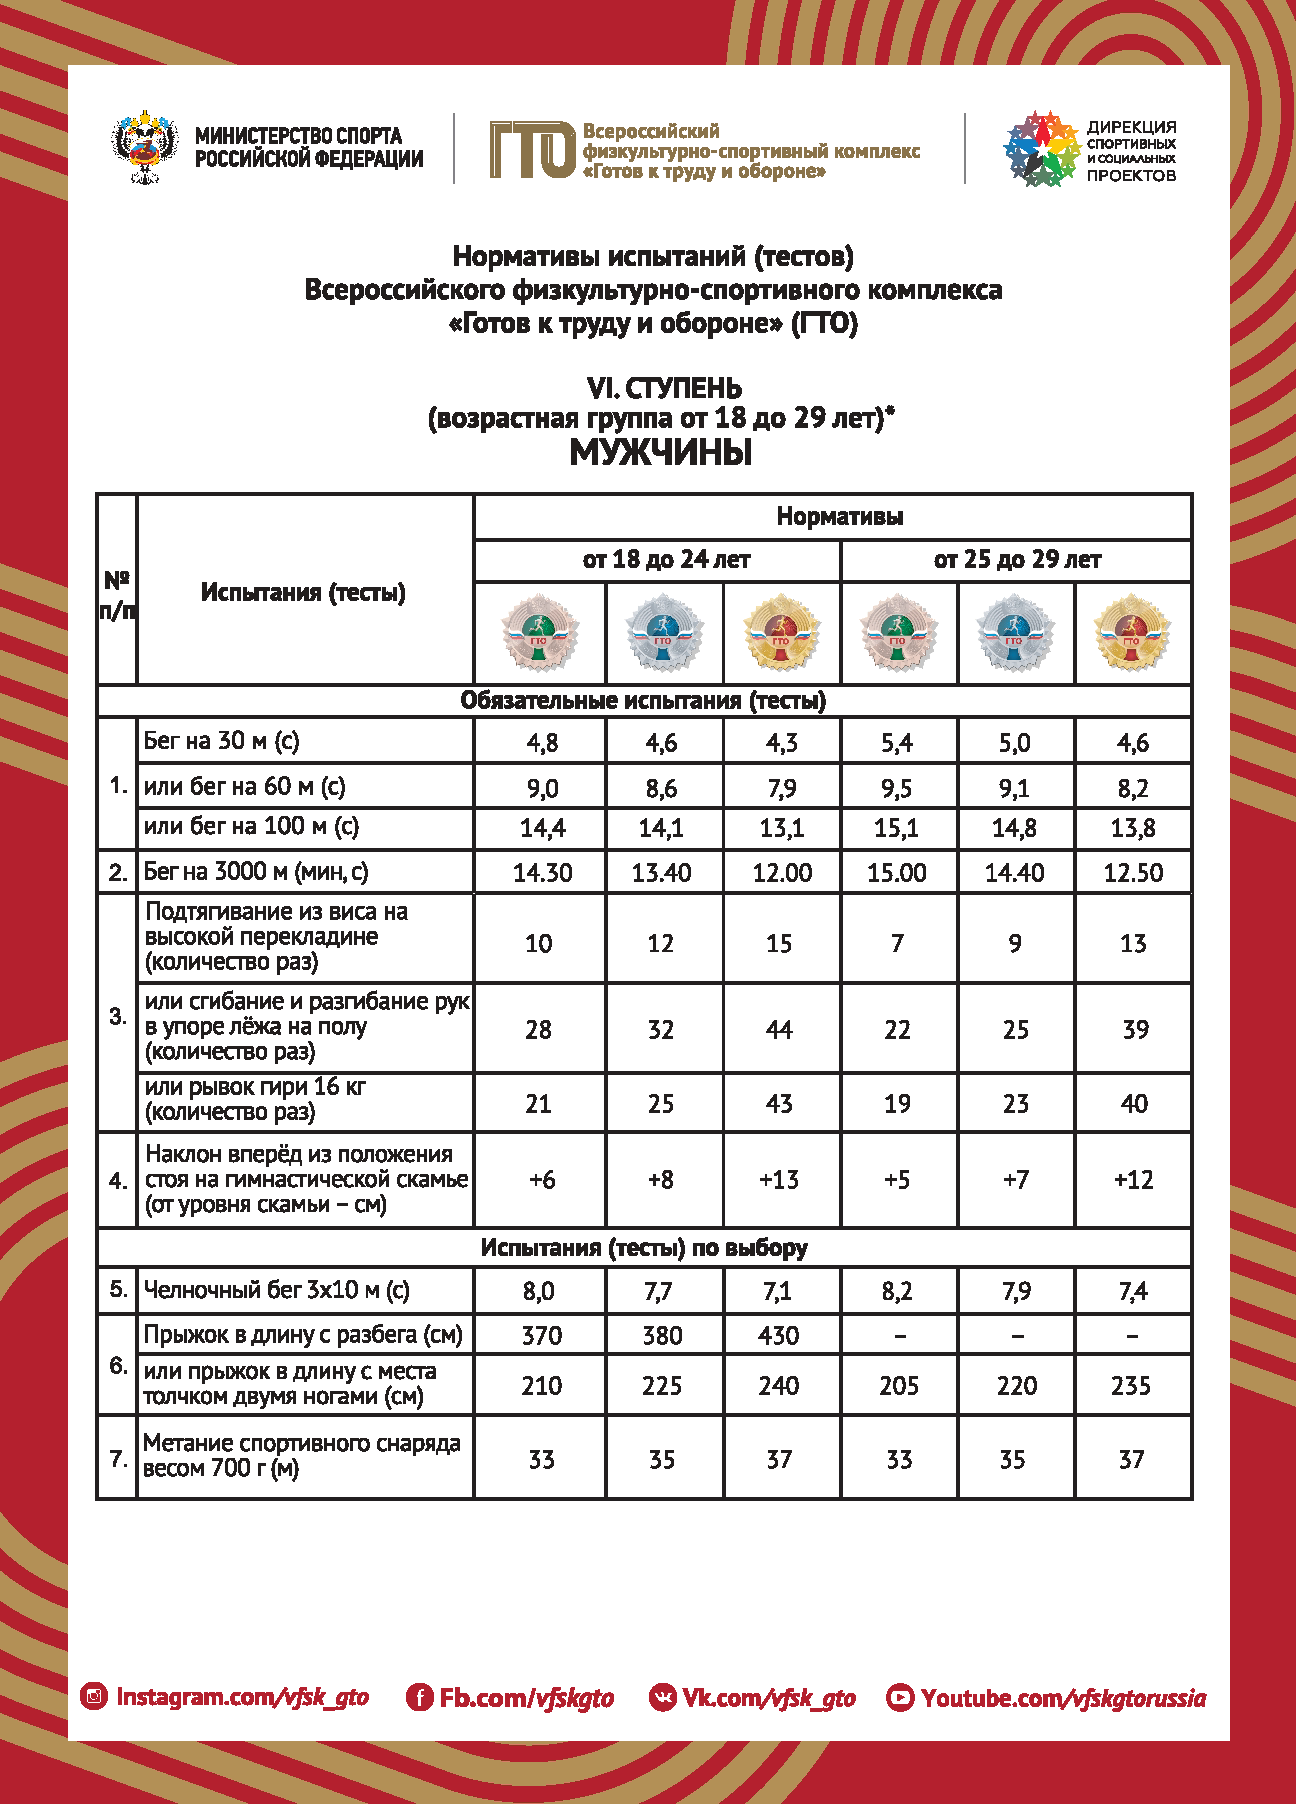 МИНИСТЕРСТВО СПОРТА
РОССИЙСКОЙ ФЕДЕРАЦИИ
ГТО
Всероссийский
физкультурно-спортивный комплекс
«Готов к труду и обороне»
ДИРЕКЦИЯ
СПОРТИВНЫХ
И СОЦИАЛЬНЫХ
ПРОЕКТОВ
Нормативы испытаний (тестов)
Всероссийского физкультурно-спортивного комплекса
«Готов к труду и обороне» (ГТО)
VI. СТУПЕНЬ
(возрастная группа от 18 до 29 лет)*
МУЖЧИНЫ
№ п/п Испытания (тесты) Нормативы
от 18 до 24 лет от 25 до 29 лет
ГТО ГТО ГТО ГТО ГТО ГТО
Обязательные испытания (тесты)
1. Бег на 30 м (с) 4,8 4,6 4,3 5,4 5,0 4,6
или бег на 60 м (с) 9,0 8,6 7,9 9,5 9,1 8,2
или бег на 100 м (с) 14,4 14,1 13,1 15,1 14,8 13,8
2. Бег на 3000 м (мин, с) 14.30 13.40 12.00 15.00 14.40 12.50
3. Подтягивание из виса на
высокой перекладине
(количество раз) 10 12 15 7 9 13
или сгибание и разгибание рук
в упоре лёжа на полу
(количество раз) 28 32 44 22 25 39
или рывок гири 16 кг
(количество раз) 21 25 43 19 23 40
4. Наклон вперёд из положения
стоя на гимнастической скамье
(от уровня скамьи – см) +6 +8 +13 +5 +7 +12
Испытания (тесты) по выбору
5. Челночный бег 3х10 м (с) 8,0 7,7 7,1 8,2 7,9 7,4
6. Прыжок в длину с разбега (см) 370 380 430 – – –
или прыжок в длину с места
толчком двумя ногами (см) 210 225 240 205 220 235
7. Метание спортивного снаряда
весом 700 г (м) 33 35 37 33 35 37
Instagram.com/vfsk_gto Fb.com/vfskgto Vk.com/vfsk_gto Youtube.com/vfskgtorussia